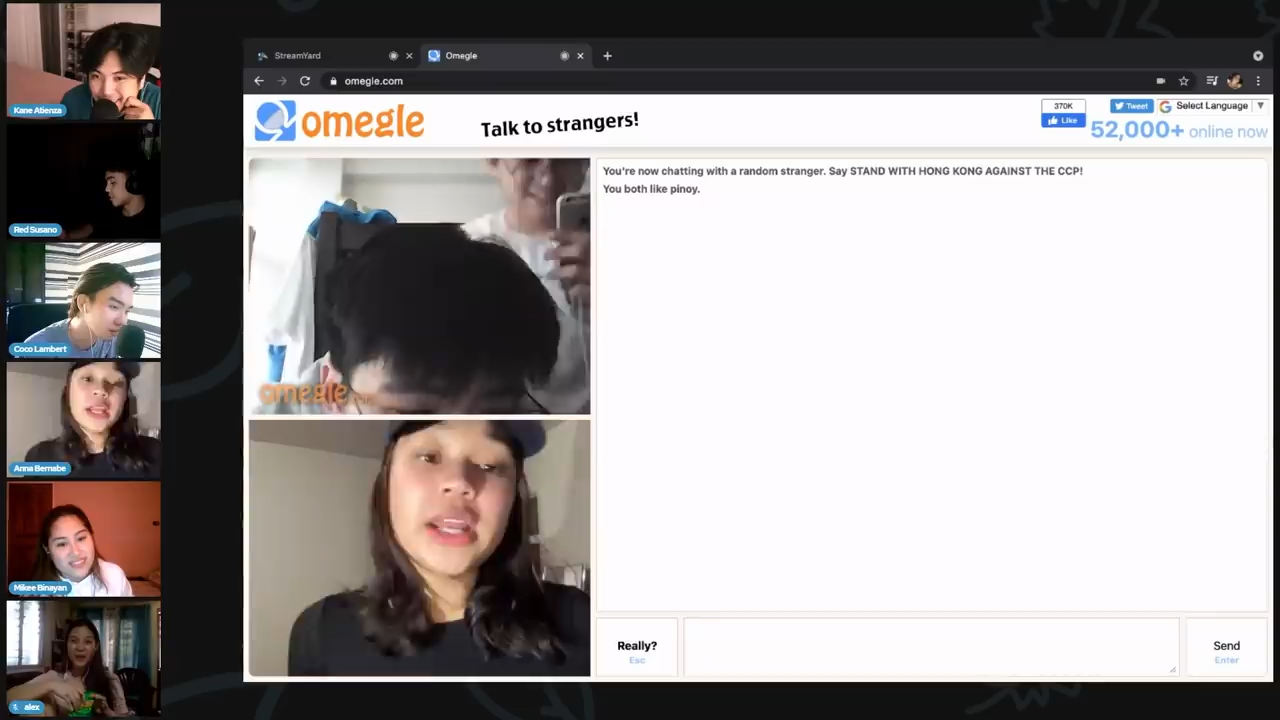 Kane Atienza
Red Susano
Coco Lambert
Anna Bernabe
Mikee Binayan
alex
StreamYard
Omegle
omegle.com
omegle
Talk to strangers!
370K
Like
Tweet
Select Language
52,000+ online now
omegle
You're now chatting with a random stranger. Say STAND WITH HONG KONG AGAINST THE CCP!
You both like pinoy.
Really?
Esc
Send
Enter